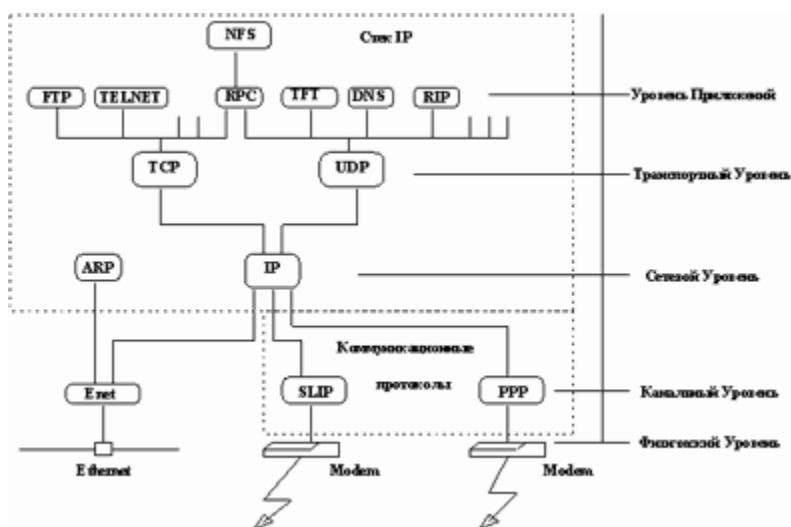 NFS
Стек IP
FTP
TELNET
RPC
TFT
DNS
RIP
Уровень Приложений
TCP
UDP
Транспортный Уровень
ARP
IP
Сетевой Уровень
Коммуникационные
протоколы
Enet
SLIP
PPP
Канальный Уровень
Физический Уровень
Ethernet
Modem
Modem